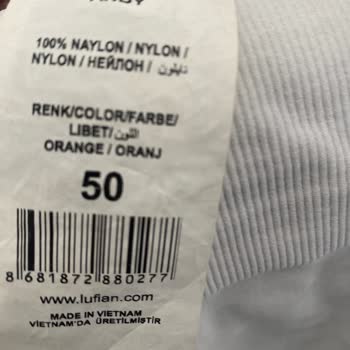 100% NAYLON / NYLON /
NYLON / НЕЙЛОН / نايلون
RENK/COLOR/FARBE/
LIBET/اللون/
ORANGE / ORANJ
50
8 681872 880277
www.lufian.com
MADE IN VIETNAM
VİETNAM'DA ÜRETİLMİŞTİR